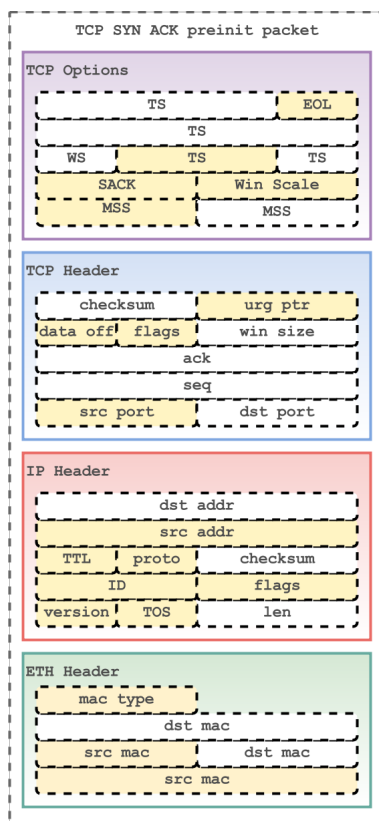 TCP SYN ACK preinit packet
TCP Options
TS EOL
TS
WS TS TS
SACK Win Scale
MSS MSS
TCP Header
checksum urg ptr
data off flags win size
ack
seq
src port dst port
IP Header
dst addr
src addr
TTL proto checksum
ID flags
version TOS len
ETH Header
mac type
dst mac
src mac dst mac
src mac